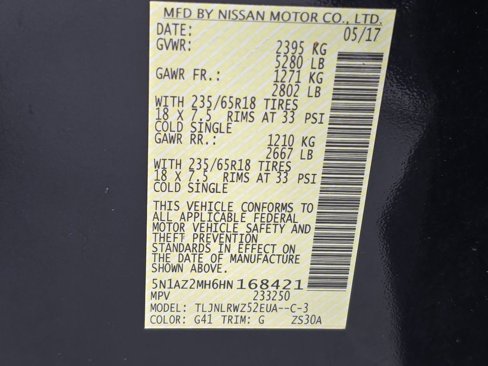 MFD BY NISSAN MOTOR CO., LTD.
DATE: 05/17
GVWR: 2395 KG
5280 LB
GAWR FR.: 1271 KG
2802 LB
WITH 235/65R18 TIRES
18 X 7.5 RIMS AT 33 PSI
COLD SINGLE
GAWR RR.: 1210 KG
2667 LB
WITH 235/65R18 TIRES
18 X 7.5 RIMS AT 33 PSI
COLD SINGLE
THIS VEHICLE CONFORMS TO
ALL APPLICABLE FEDERAL
MOTOR VEHICLE SAFETY AND
THEFT PREVENTION
STANDARDS IN EFFECT ON
THE DATE OF MANUFACTURE
SHOWN ABOVE.
5N1AZ2MH6HN168421
MPV 233250
MODEL: TLJNLRWZ52EUA--C-3
COLOR: G41 TRIM: G ZS30A